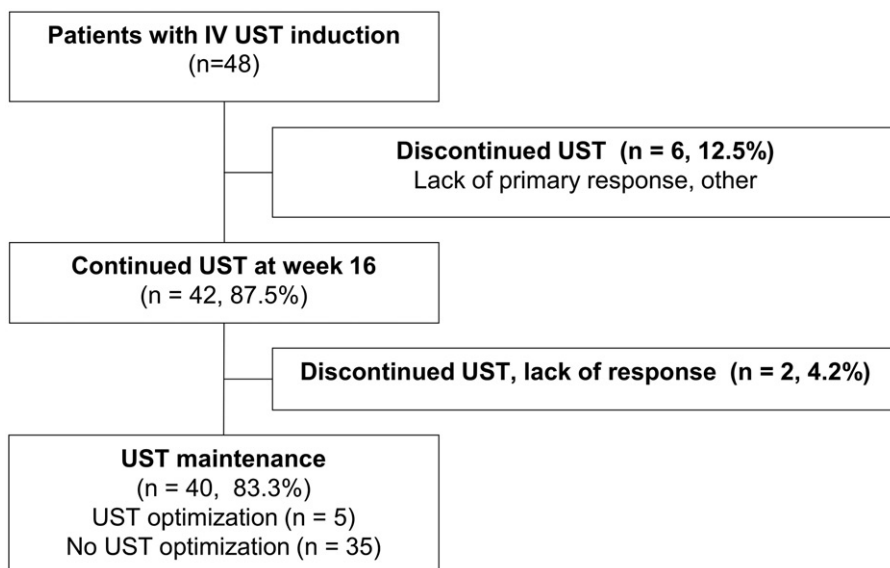 Patients with IV UST induction
(n=48)
Discontinued UST (n = 6, 12.5%)
Lack of primary response, other
Continued UST at week 16
(n = 42, 87.5%)
Discontinued UST, lack of response (n = 2, 4.2%)
UST maintenance
(n = 40, 83.3%)
UST optimization (n = 5)
No UST optimization (n = 35)